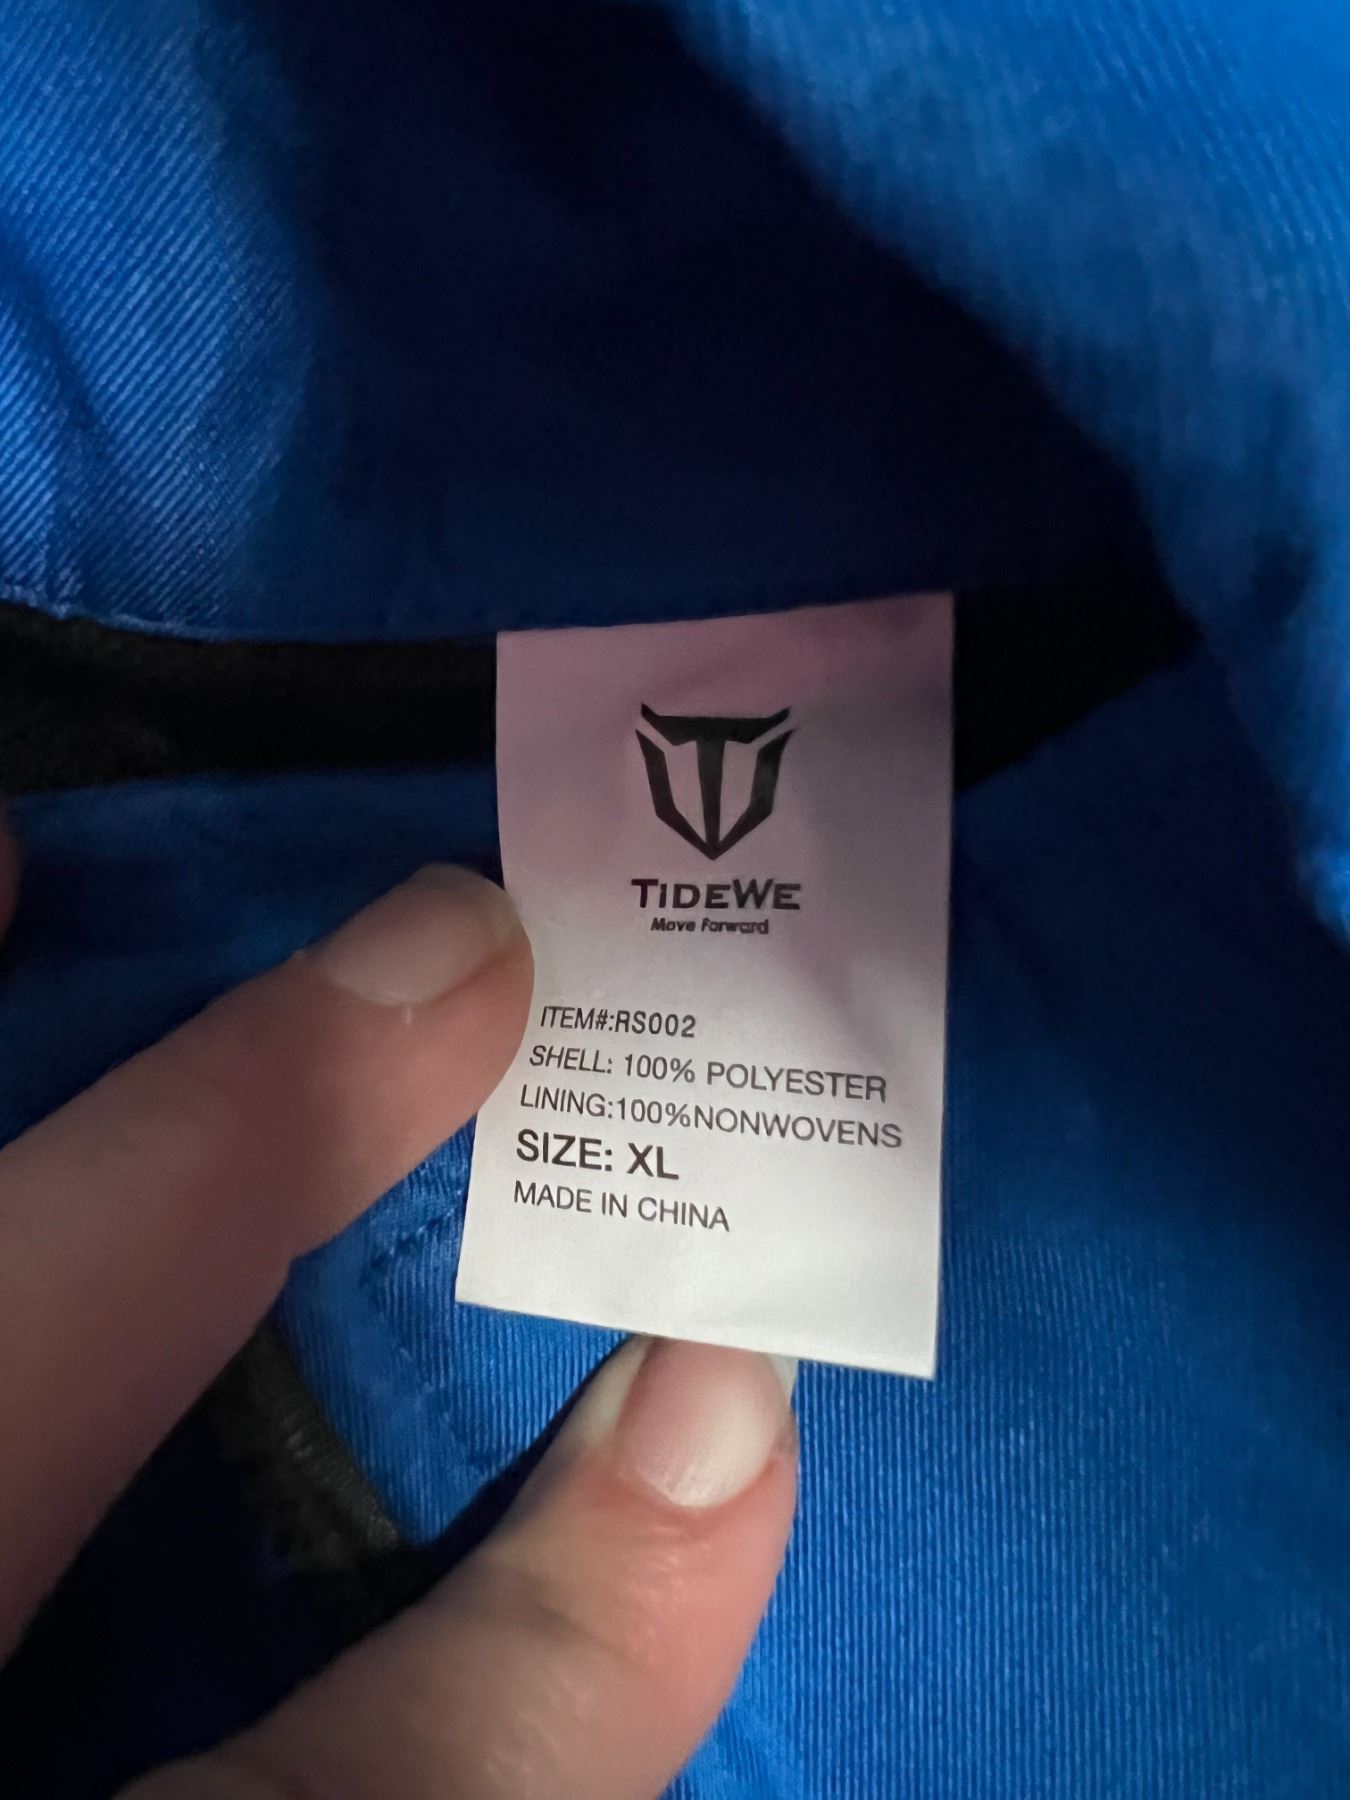 TIDEWE
Move Forward
ITEM#:RS002
SHELL: 100% POLYESTER
LINING:100%NONWOVENS
SIZE: XL
MADE IN CHINA